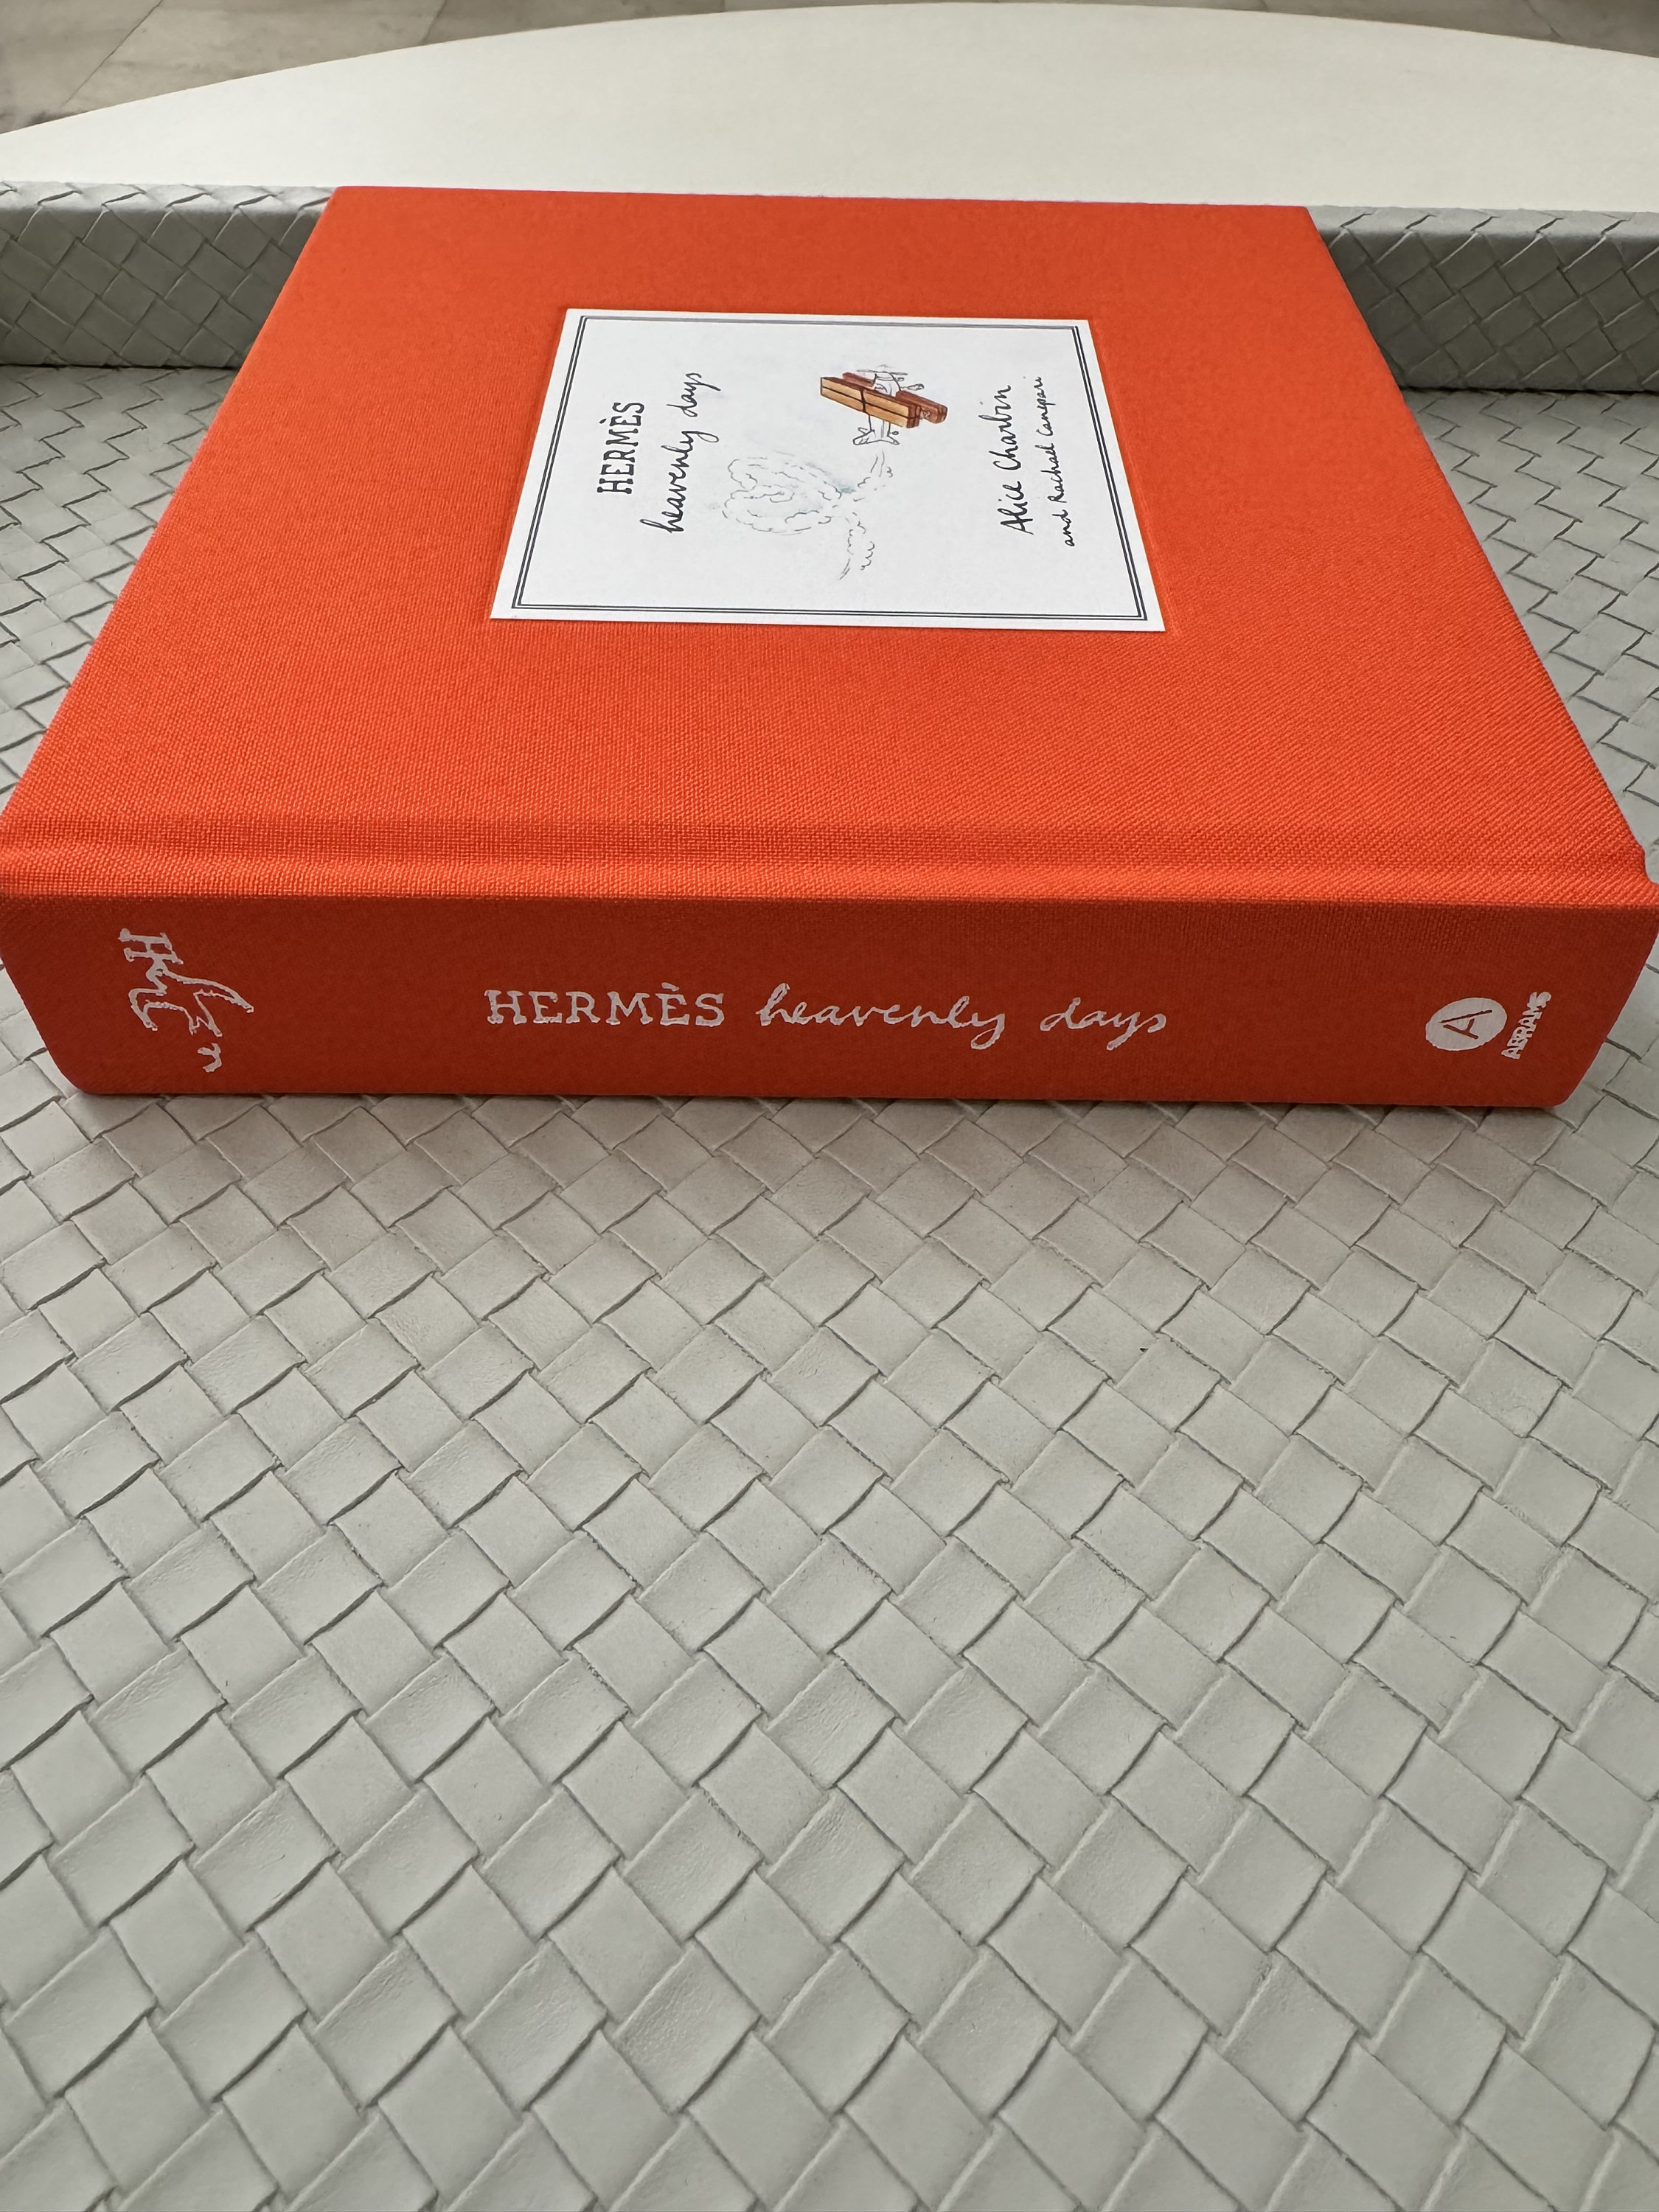 HERMÈS
heavenly days
Alice Charbin
and Rachael Canepari
H
HERMÈS heavenly days
A
ABRAMS